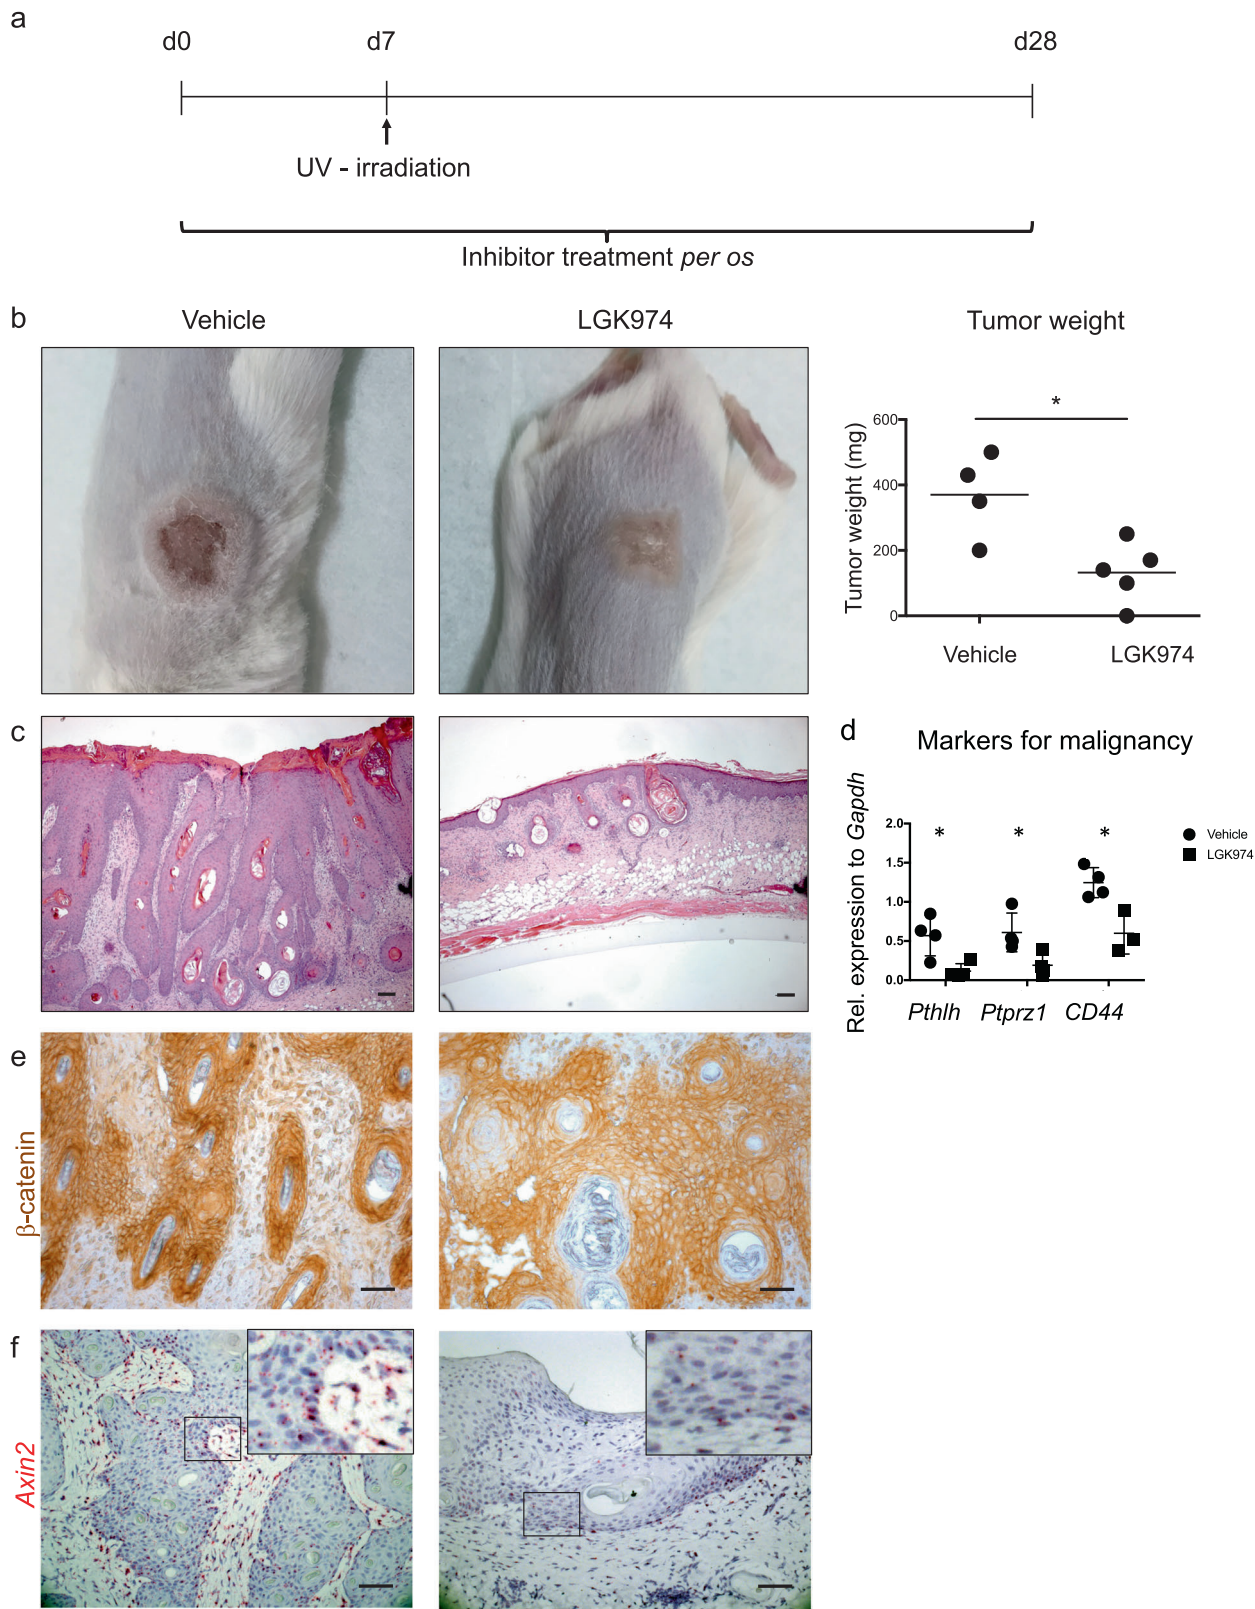 a
d0 d7 d28
UV - irradiation
Inhibitor treatment per os
b
Vehicle LGK974 Tumor weight
*
Tumor weight (mg)
600
400
200
0
Vehicle LGK974
c
d
Markers for malignancy
Rel. expression to Gapdh
2.0
1.5
1.0
0.5
0.0
* * *
Vehicle
LGK974
Pthlh Ptprz1 CD44
e
β-catenin
f
Axin2